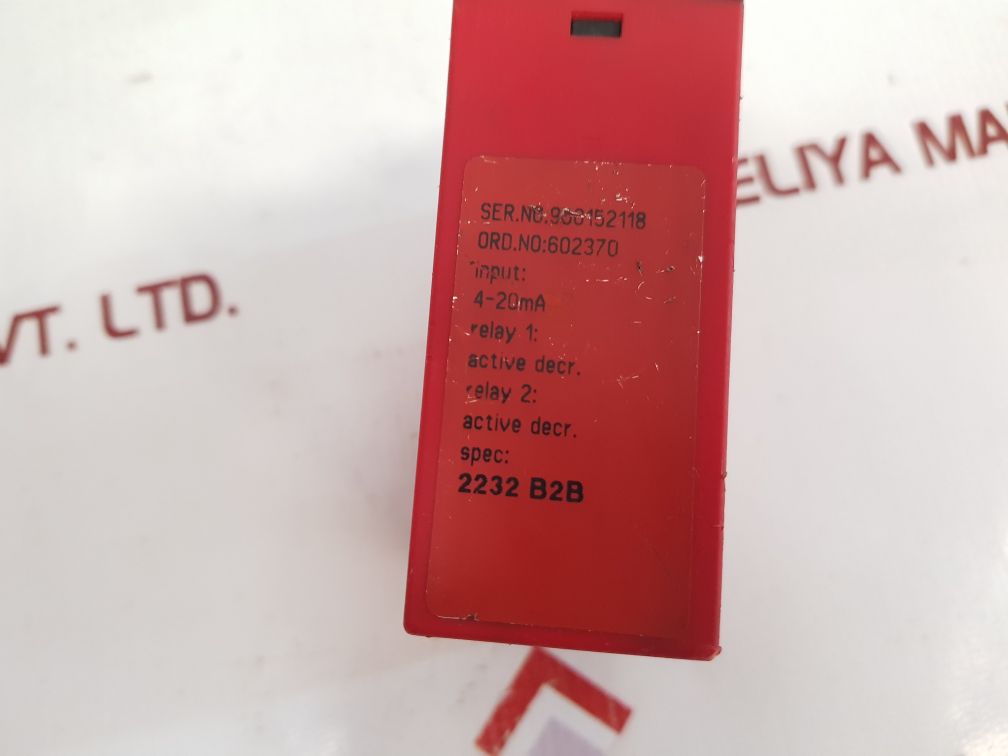 SER.NO.980152118
ORD.NO:602370
input:
4-20mA
relay 1:
active decr.
relay 2:
active decr.
spec:
2232 B2B
VT. LTD.
ELIYA MA